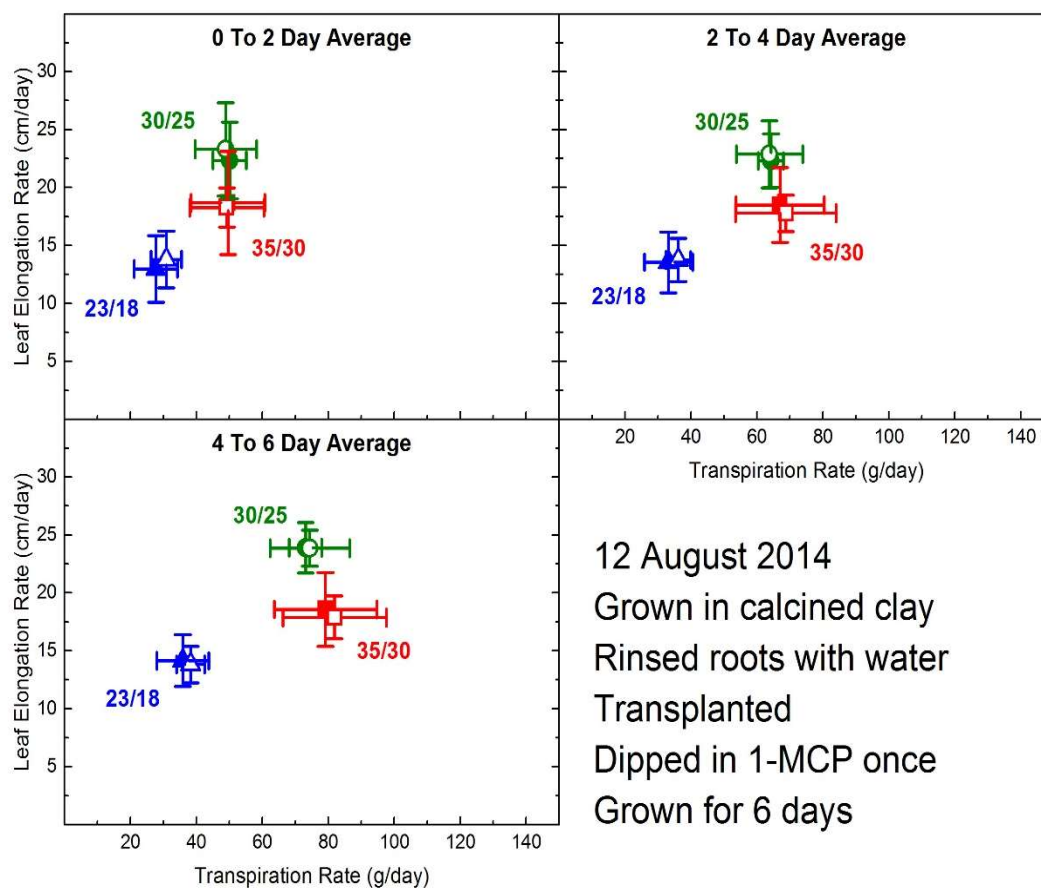 0 To 2 Day Average
2 To 4 Day Average
Leaf Elongation Rate (cm/day)
30
25
20
15
10
5
30/25
35/30
23/18
30/25
35/30
23/18
20 40 60 80 100 120 140
Transpiration Rate (g/day)
4 To 6 Day Average
Leaf Elongation Rate (cm/day)
30
25
20
15
10
5
30/25
35/30
23/18
20 40 60 80 100 120 140
Transpiration Rate (g/day)
12 August 2014
Grown in calcined clay
Rinsed roots with water
Transplanted
Dipped in 1-MCP once
Grown for 6 days